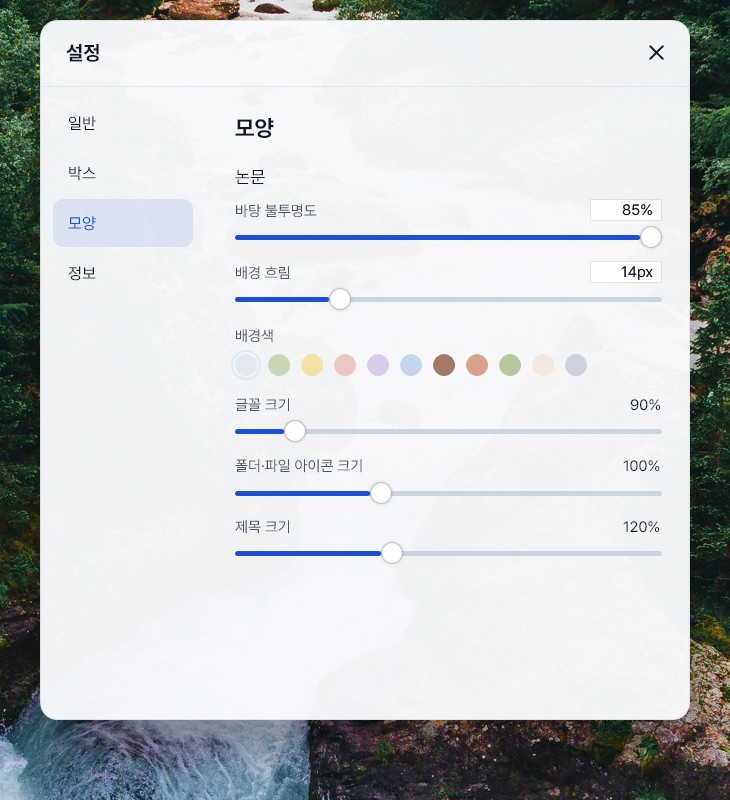 설정
일반
박스
모양
정보
모양
논문
바탕 불투명도
85%
배경 흐림
14px
배경색
글꼴 크기
90%
폴더·파일 아이콘 크기
100%
제목 크기
120%